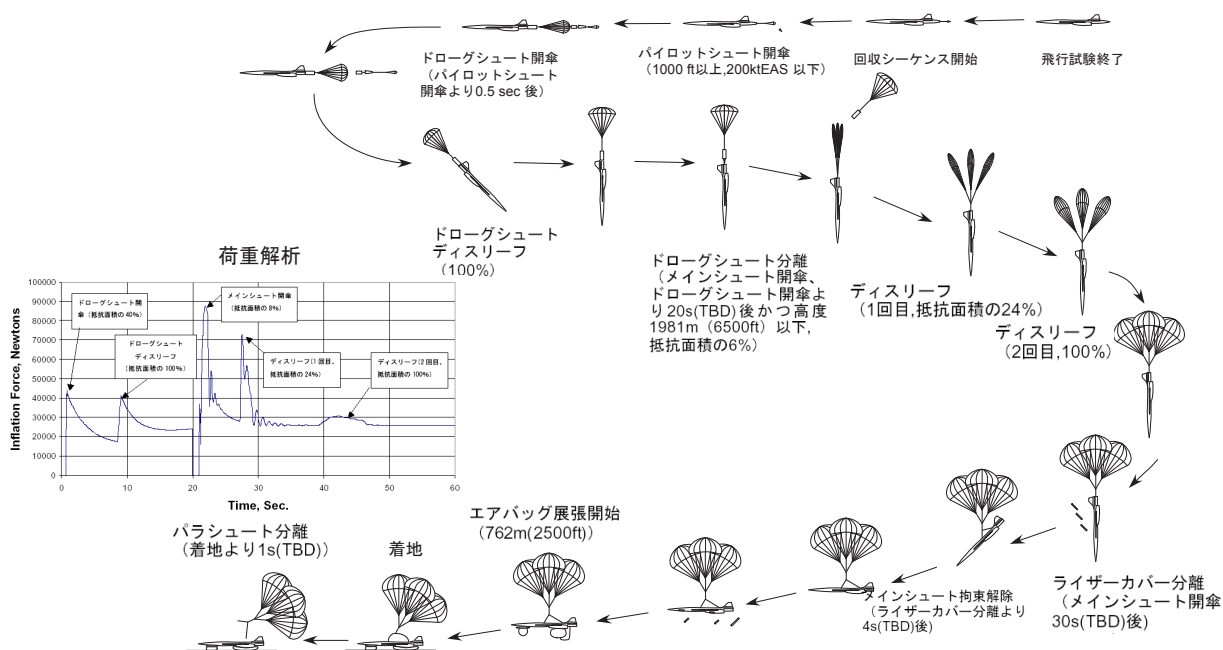 ドローグシュート開傘
（パイロットシュート
開傘より0.5 sec 後）
パイロットシュート開傘
（1000 ft以上,200ktEAS 以下）
回収シーケンス開始
飛行試験終了
ドローグシュート
ディスリーフ
（100%）
ドローグシュート分離
（メインシュート開傘、
ドローグシュート開傘よ
り20s(TBD)後かつ高度
1981m（6500ft）以下,
抵抗面積の6%）
ディスリーフ
（1回目,抵抗面積の24%）
ディスリーフ
（2回目,100%）
荷重解析
Inflation Force, Newtons
100000
90000
80000
70000
60000
50000
40000
30000
20000
10000
0
ドローグシュート開
傘（抵抗面積の40%）
ドローグシュート
ディスリーフ
（抵抗面積の100%）
メインシュート開傘
（抵抗面積の8%）
ディスリーフ(1回目、
抵抗面積の24%）
ディスリーフ(2回目、
抵抗面積の100%）
0 10 20 30 40 50 60
Time, Sec.
ライザーカバー分離
（メインシュート開傘
30s(TBD)後）
メインシュート拘束解除
（ライザーカバー分離より
4s(TBD)後）
エアバッグ展張開始
（762m(2500ft)）
着地
パラシュート分離
（着地より1s(TBD)）